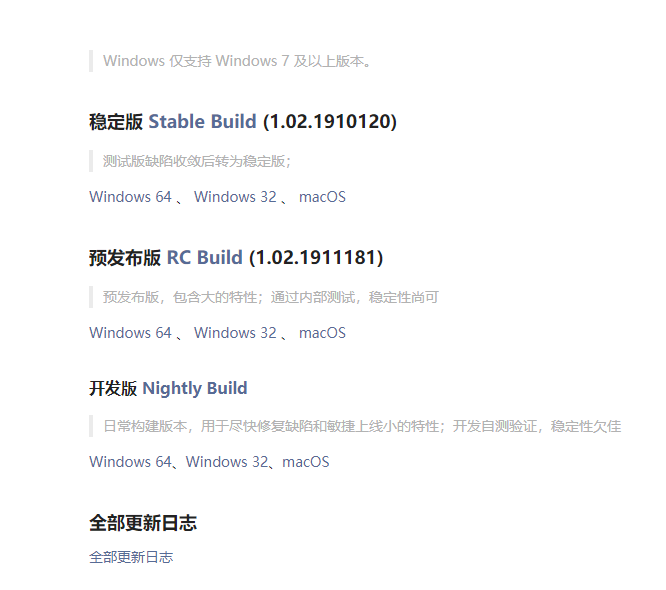 Windows 仅支持 Windows 7 及以上版本。
稳定版 Stable Build (1.02.1910120)
测试版缺陷收敛后转为稳定版；
Windows 64 、 Windows 32 、 macOS
预发布版 RC Build (1.02.1911181)
预发布版，包含大的特性；通过内部测试，稳定性尚可
Windows 64 、 Windows 32 、 macOS
开发版 Nightly Build
日常构建版本，用于尽快修复缺陷和敏捷上线小的特性；开发自测验证，稳定性欠佳
Windows 64、Windows 32、macOS
全部更新日志
全部更新日志